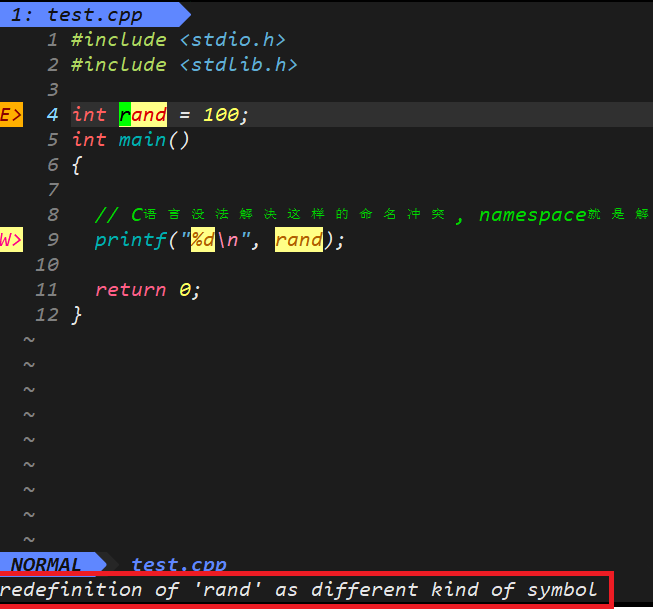 1: test.cpp
1 #include <stdio.h>
2 #include <stdlib.h>
3
E> 4 int rand = 100;
5 int main()
6 {
7
8 // C语言没法解决这样的命名冲突, namespace就是解
W> 9 printf("%d\n", rand);
10
11 return 0;
12 }
~
~
~
~
~
~
~
~
~
NORMAL test.cpp
redefinition of 'rand' as different kind of symbol